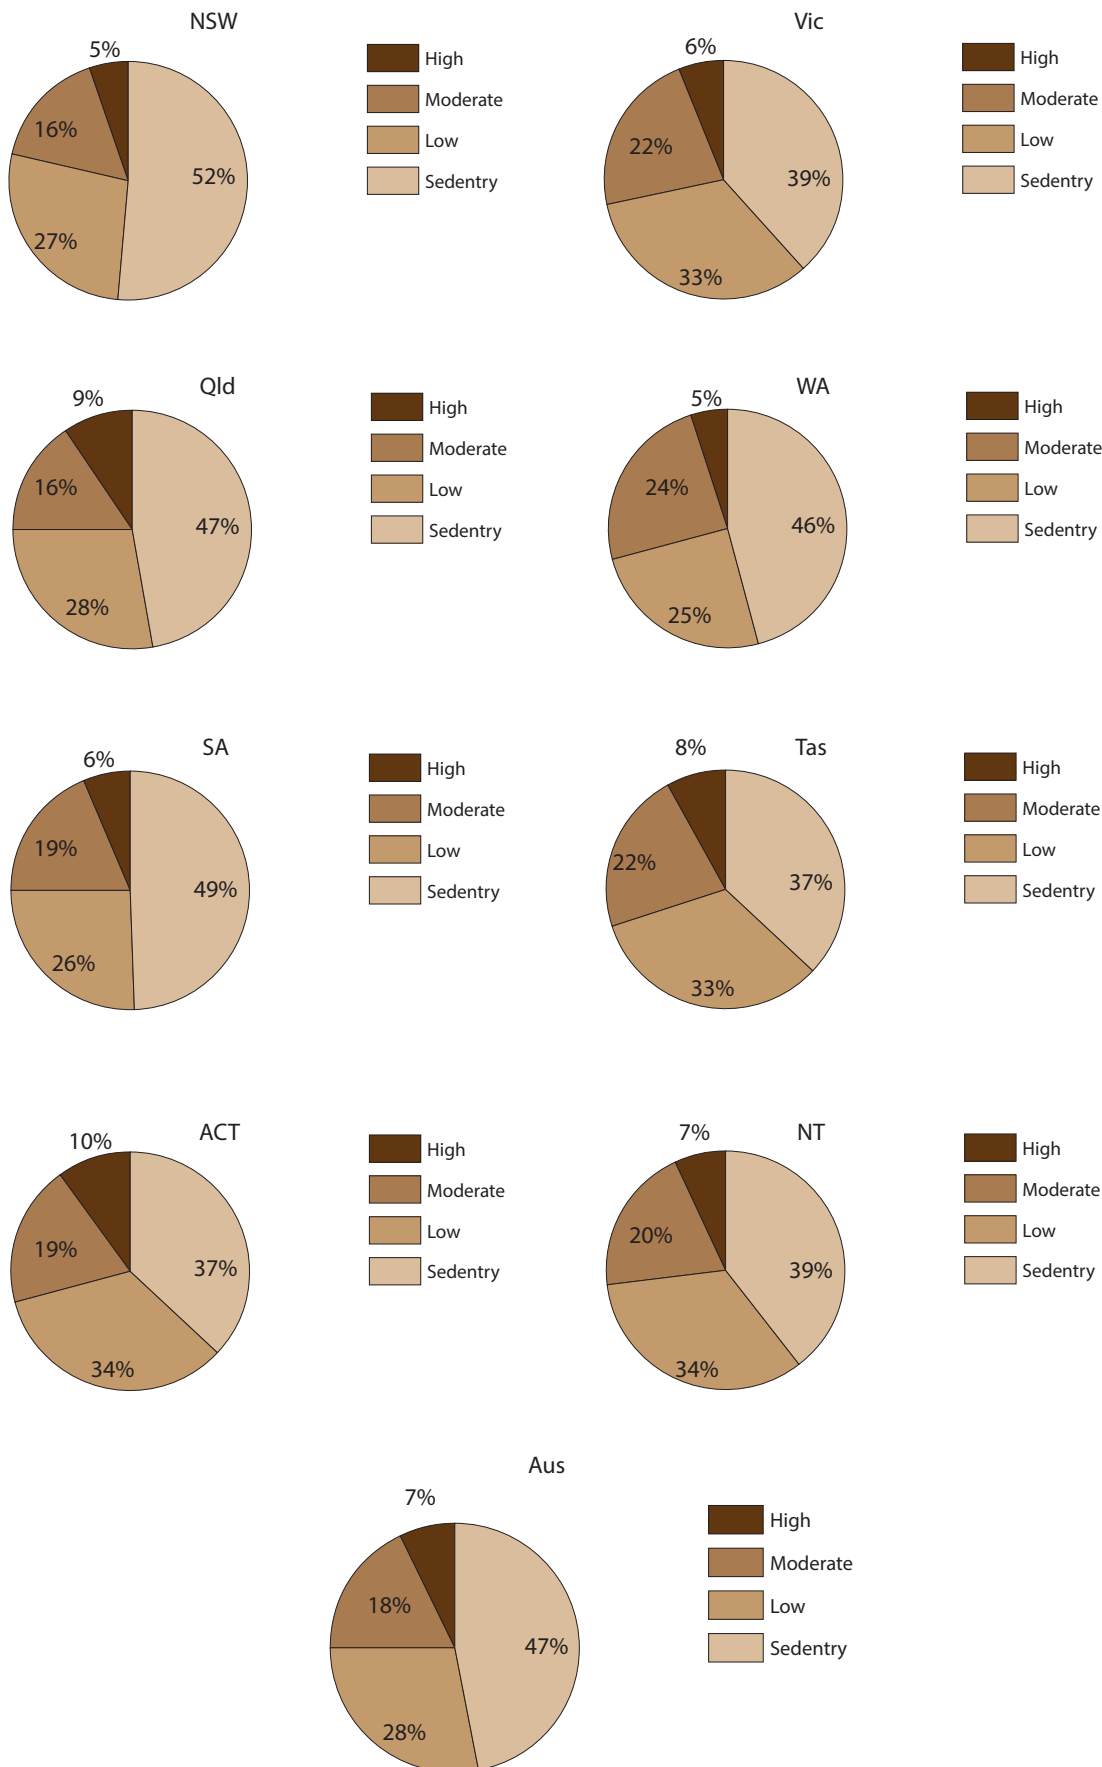 NSW
5%
16%
52%
27%
High
Moderate
Low
Sedentry
Vic
6%
22%
39%
33%
High
Moderate
Low
Sedentry
Qld
9%
16%
47%
28%
High
Moderate
Low
Sedentry
WA
5%
24%
46%
25%
High
Moderate
Low
Sedentry
SA
6%
19%
49%
26%
High
Moderate
Low
Sedentry
Tas
8%
22%
37%
33%
High
Moderate
Low
Sedentry
ACT
10%
19%
37%
34%
High
Moderate
Low
Sedentry
NT
7%
20%
39%
34%
High
Moderate
Low
Sedentry
Aus
7%
18%
47%
28%
High
Moderate
Low
Sedentry